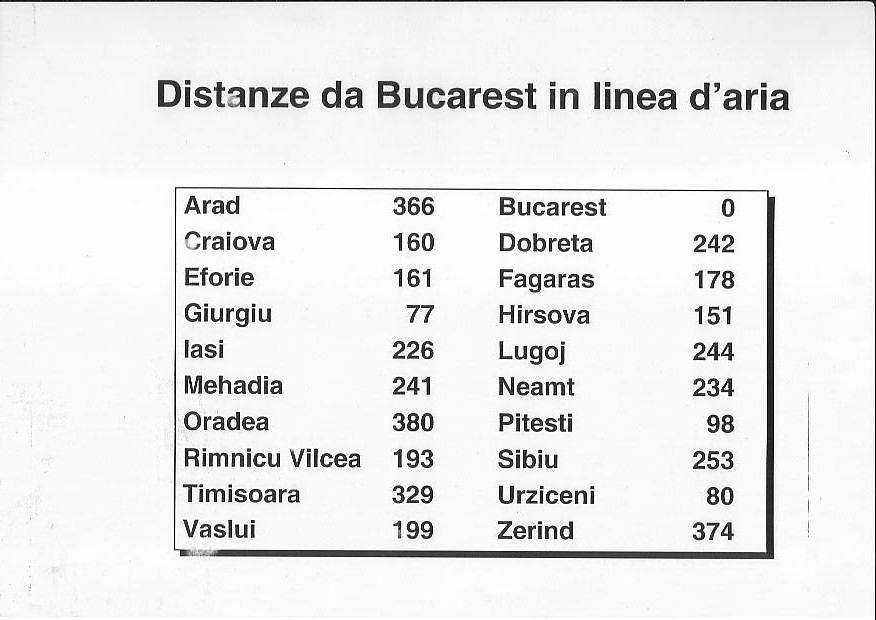 Distanze da Bucarest in linea d'aria
Arad 366 Bucarest 0
Craiova 160 Dobreta 242
Eforie 161 Fagaras 178
Giurgiu 77 Hirsova 151
Iasi 226 Lugoj 244
Mehadia 241 Neamt 234
Oradea 380 Pitesti 98
Rimnicu Vilcea 193 Sibiu 253
Timisoara 329 Urziceni 80
Vaslui 199 Zerind 374